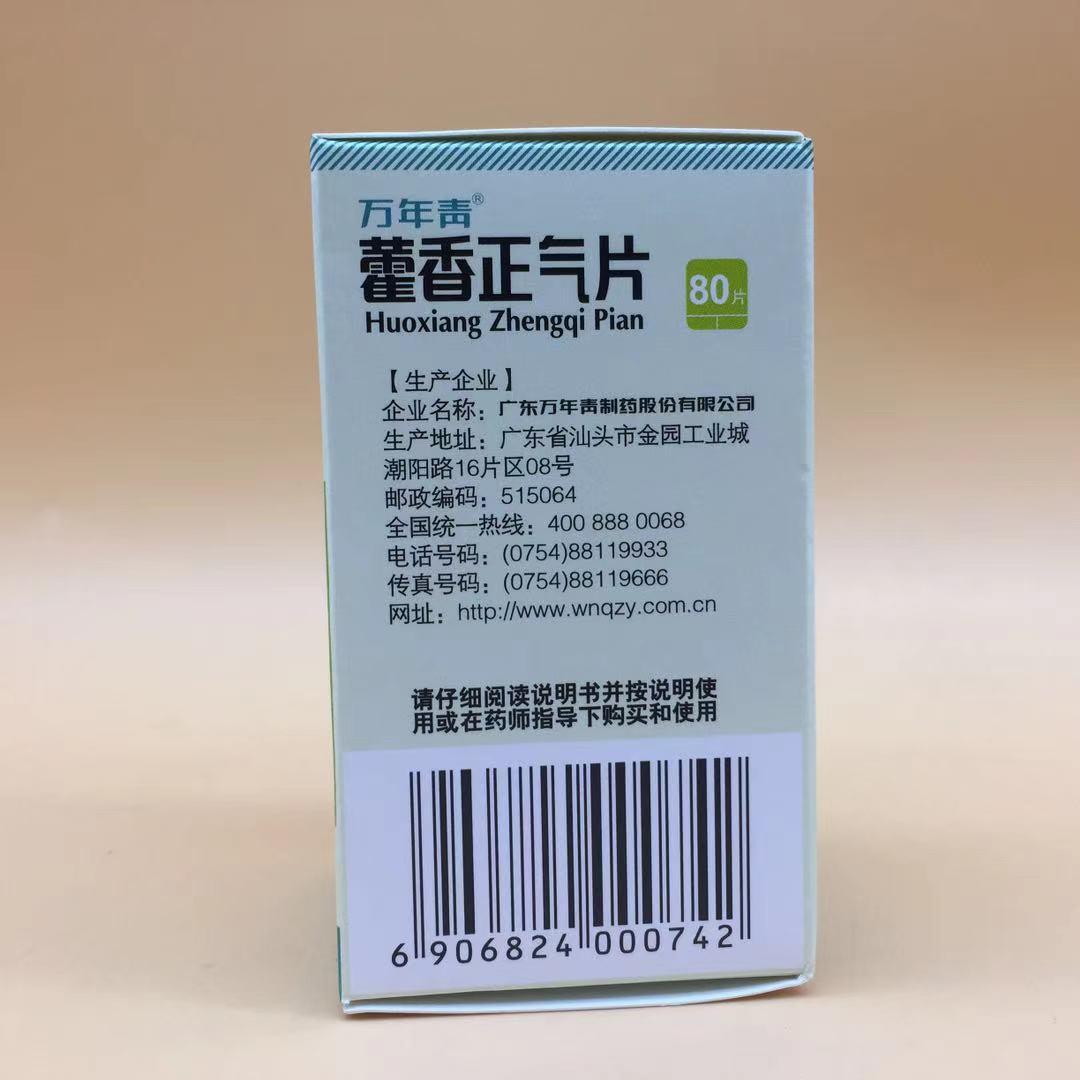 万年青®
藿香正气片
Huoxiang Zhengqi Pian
80片
【生产企业】
企业名称：广东万年青制药股份有限公司
生产地址：广东省汕头市金园工业城
潮阳路16片区08号
邮政编码：515064
全国统一热线：400 888 0068
电话号码：(0754)88119933
传真号码：(0754)88119666
网址：http://www.wnqzy.com.cn
请仔细阅读说明书并按说明使
用或在药师指导下购买和使用
6 906824 000742